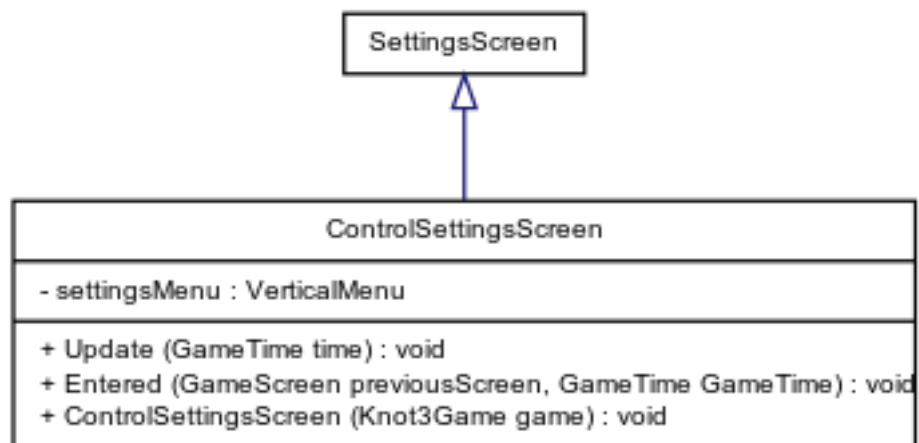 SettingsScreen
ControlSettingsScreen
- settingsMenu : VerticalMenu
+ Update (GameTime time) : void
+ Entered (GameScreen previousScreen, GameTime GameTime) : void
+ ControlSettingsScreen (Knot3Game game) : void